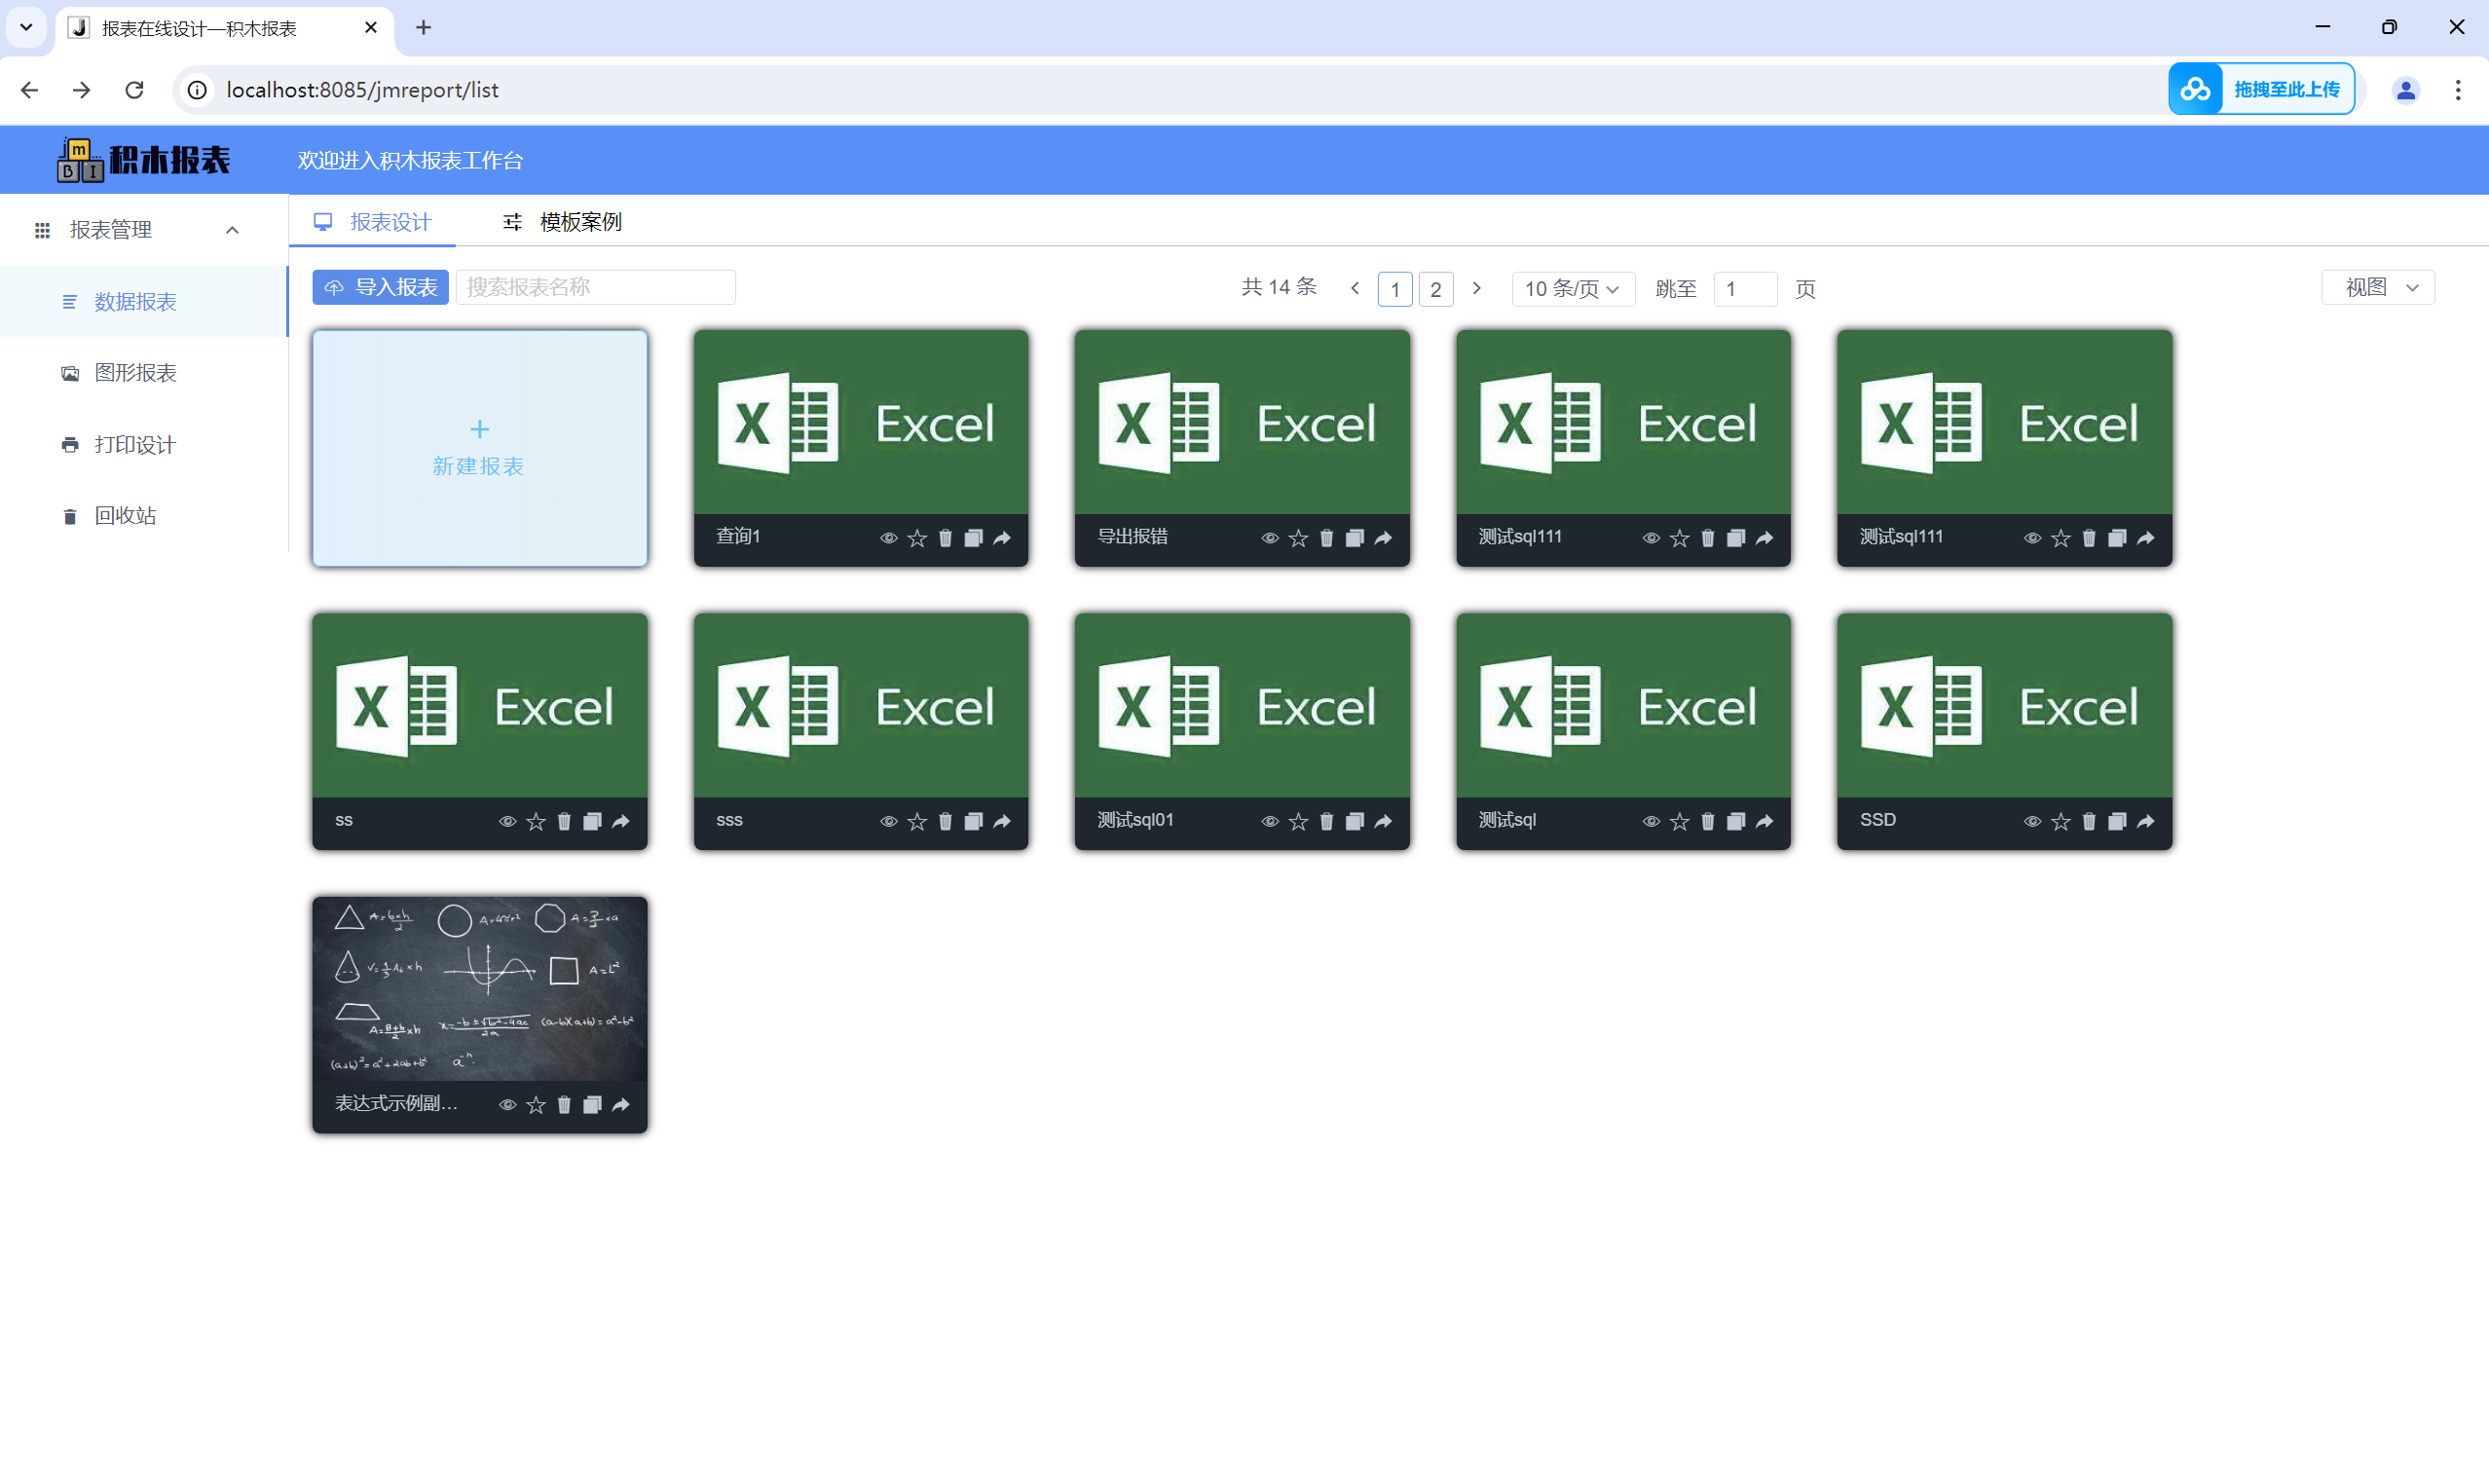 报表在线设计—积木报表
localhost:8085/jmreport/list
拖拽至此上传
积木报表
欢迎进入积木报表工作台
报表管理
数据报表
图形报表
打印设计
回收站
报表设计
模板案例
导入报表
搜索报表名称
共 14 条
1
2
10 条/页
跳至
1
页
视图
新建报表
Excel
查询1
Excel
导出报错
Excel
测试sql111
Excel
测试sql111
Excel
ss
Excel
sss
Excel
测试sql01
Excel
测试sql
Excel
SSD
表达式示例副...